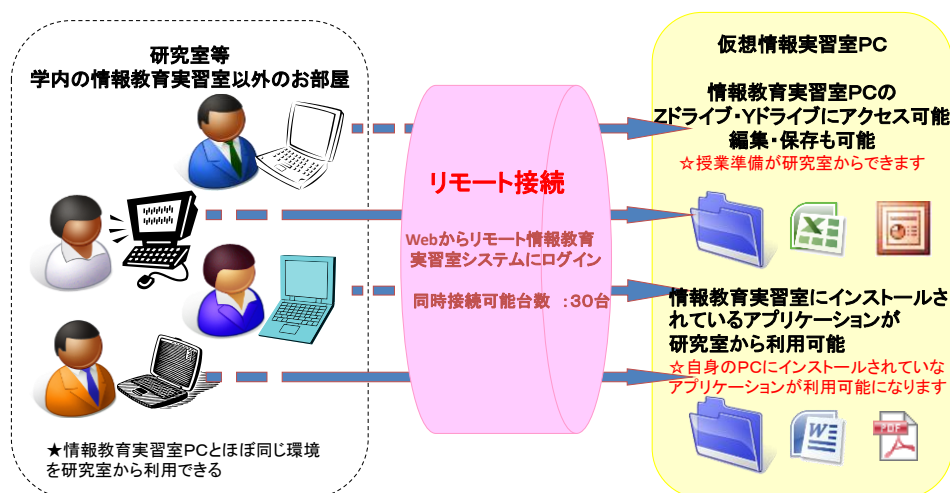 研究室等
学内の情報教育実習室以外のお部屋
★情報教育実習室PCとほぼ同じ環境
を研究室から利用できる
リモート接続
Webからリモート情報教育
実習室システムにログイン
同時接続可能台数 :30台
仮想情報実習室PC
情報教育実習室PCの
Zドライブ・Yドライブにアクセス可能
編集・保存も可能
☆授業準備が研究室からできます
情報教育実習室にインストールさ
れているアプリケーションが
研究室から利用可能
☆自身のPCにインストールされていな
アプリケーションが利用可能になります
PDF